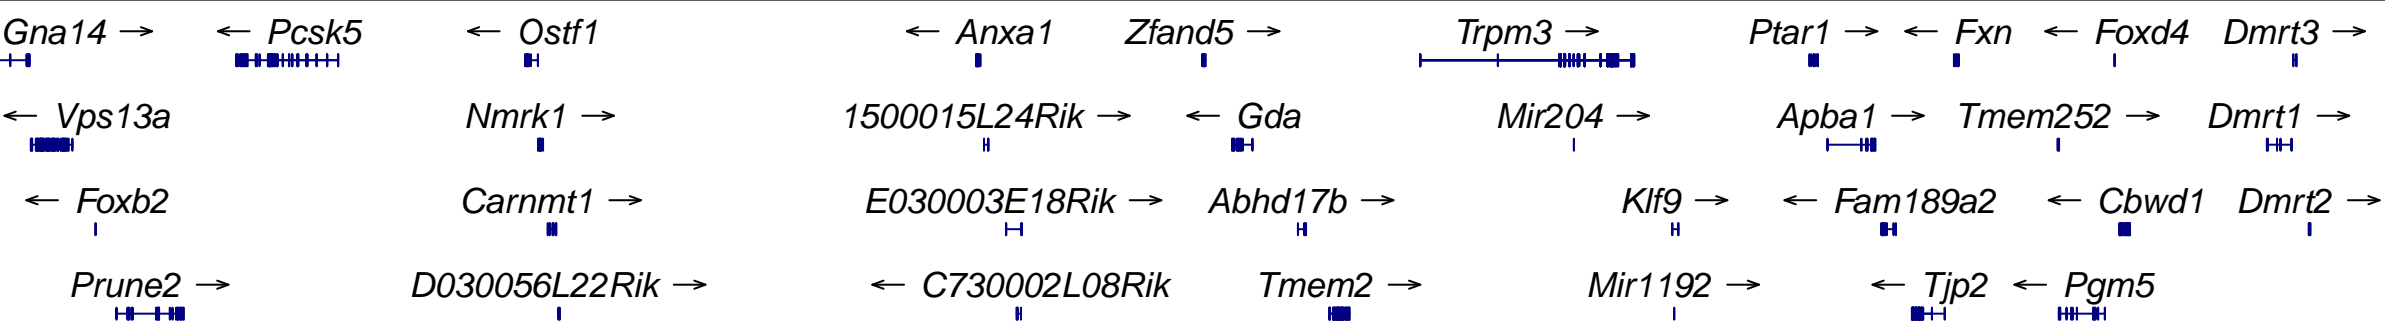 Gna14 → ← Pcsk5 ← Ostf1 ← Anxa1 Zfand5 → Trpm3 → Ptar1 → ← Fxn ← Foxd4 Dmrt3 →
← Vps13a Nmrk1 → 1500015L24Rik → ← Gda Mir204 → Apba1 → Tmem252 → Dmrt1 →
← Foxb2 Carnmt1 → E030003E18Rik → Abhd17b → Klf9 → ← Fam189a2 ← Cbwd1 Dmrt2 →
Prune2 → D030056L22Rik → ← C730002L08Rik Tmem2 → Mir1192 → ← Tjp2 ← Pgm5